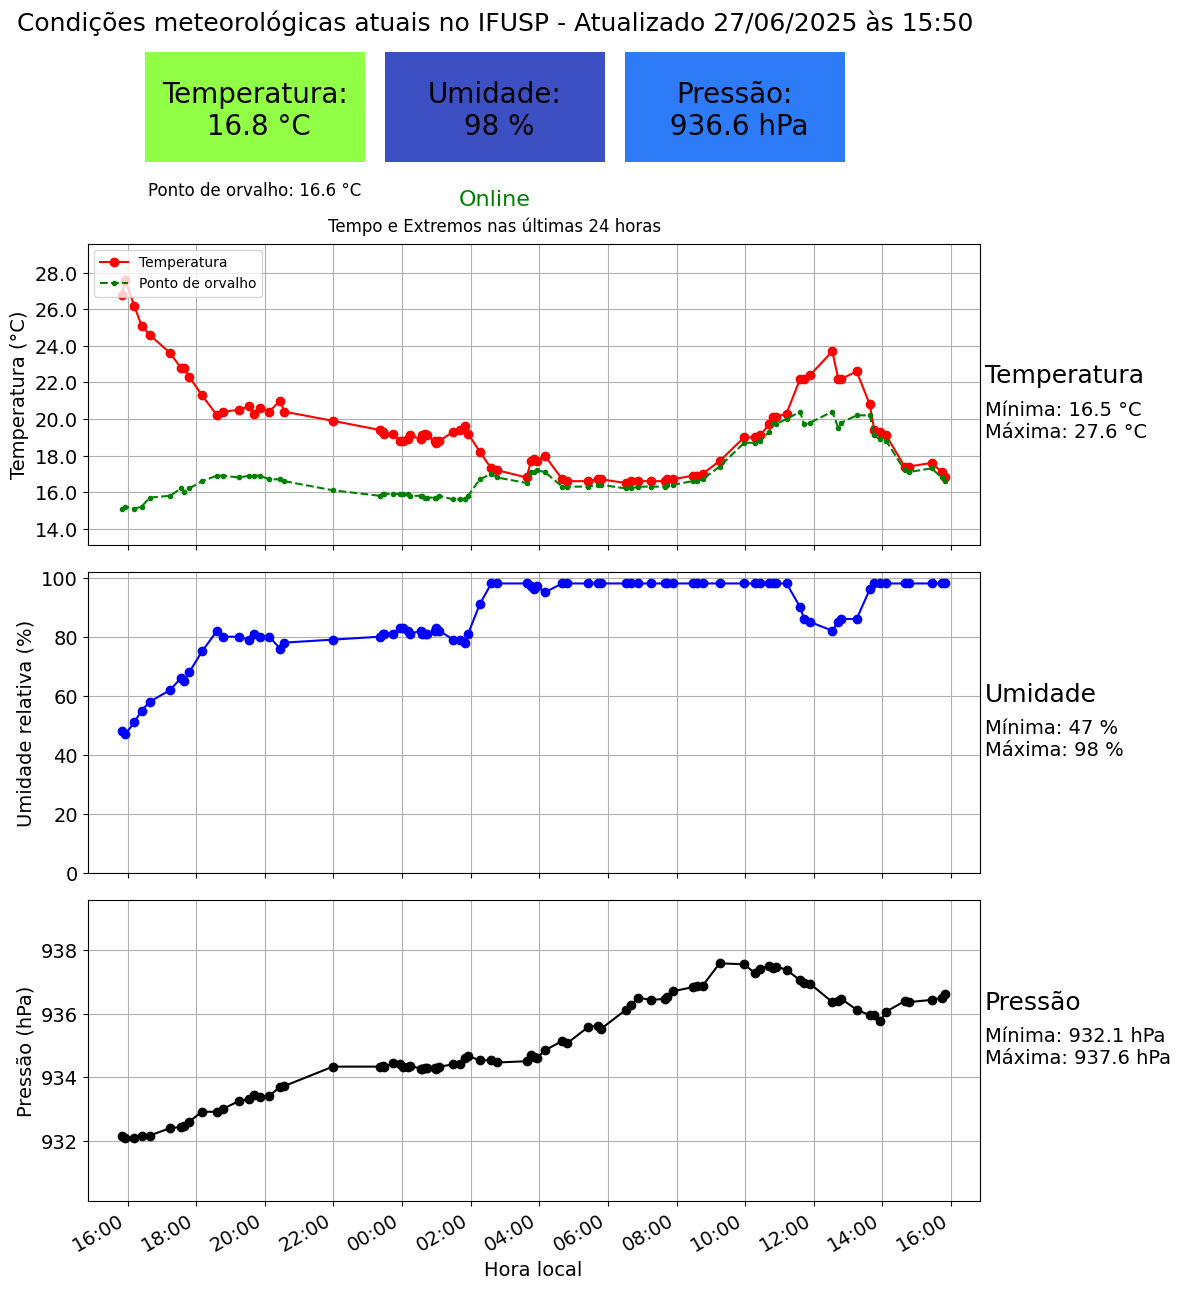 Condições meteorológicas atuais no IFUSP - Atualizado 27/06/2025 às 15:50
Temperatura:
16.8 °C
Umidade:
98 %
Pressão:
936.6 hPa
Ponto de orvalho: 16.6 °C
Online
Tempo e Extremos nas últimas 24 horas
Temperatura
Ponto de orvalho
Temperatura (°C)
28.0
26.0
24.0
22.0
20.0
18.0
16.0
14.0
Temperatura
Mínima: 16.5 °C
Máxima: 27.6 °C
Umidade relativa (%)
100
80
60
40
20
0
Umidade
Mínima: 47 %
Máxima: 98 %
Pressão (hPa)
938
936
934
932
Pressão
Mínima: 932.1 hPa
Máxima: 937.6 hPa
16:00 18:00 20:00 22:00 00:00 02:00 04:00 06:00 08:00 10:00 12:00 14:00 16:00
Hora local